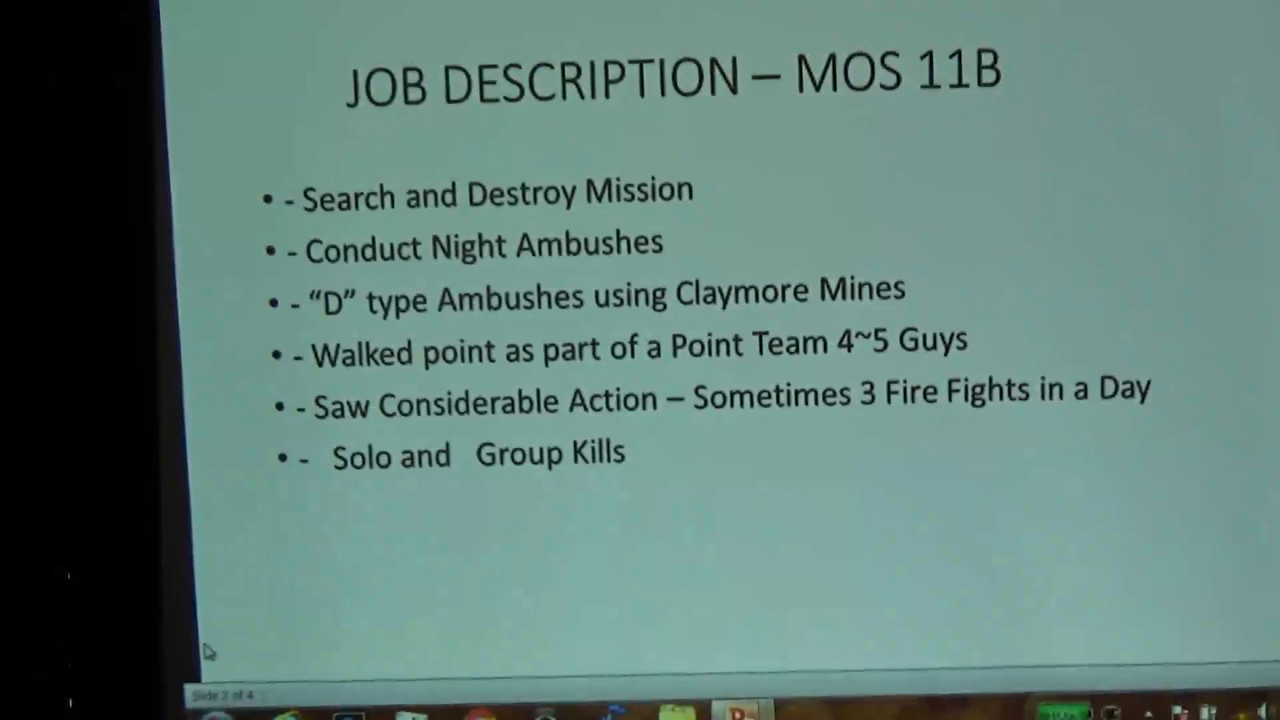 JOB DESCRIPTION – MOS 11B
• - Search and Destroy Mission
• - Conduct Night Ambushes
• - “D” type Ambushes using Claymore Mines
• - Walked point as part of a Point Team 4~5 Guys
• - Saw Considerable Action – Sometimes 3 Fire Fights in a Day
• - Solo and Group Kills
Slide 2 of 4